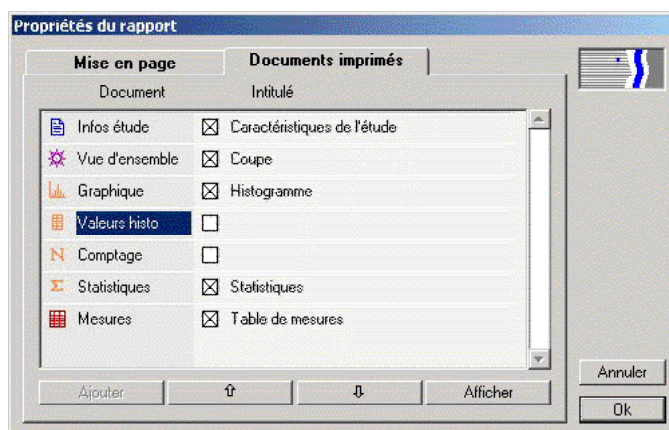 Propriétés du rapport
Mise en page Documents imprimés
Document Intitulé
Infos étude Caractéristiques de l'étude
Vue d'ensemble Coupe
Graphique Histogramme
Valeurs histo
Comptage
Statistiques Statistiques
Mesures Table de mesures
Ajouter Afficher
Annuler
Ok